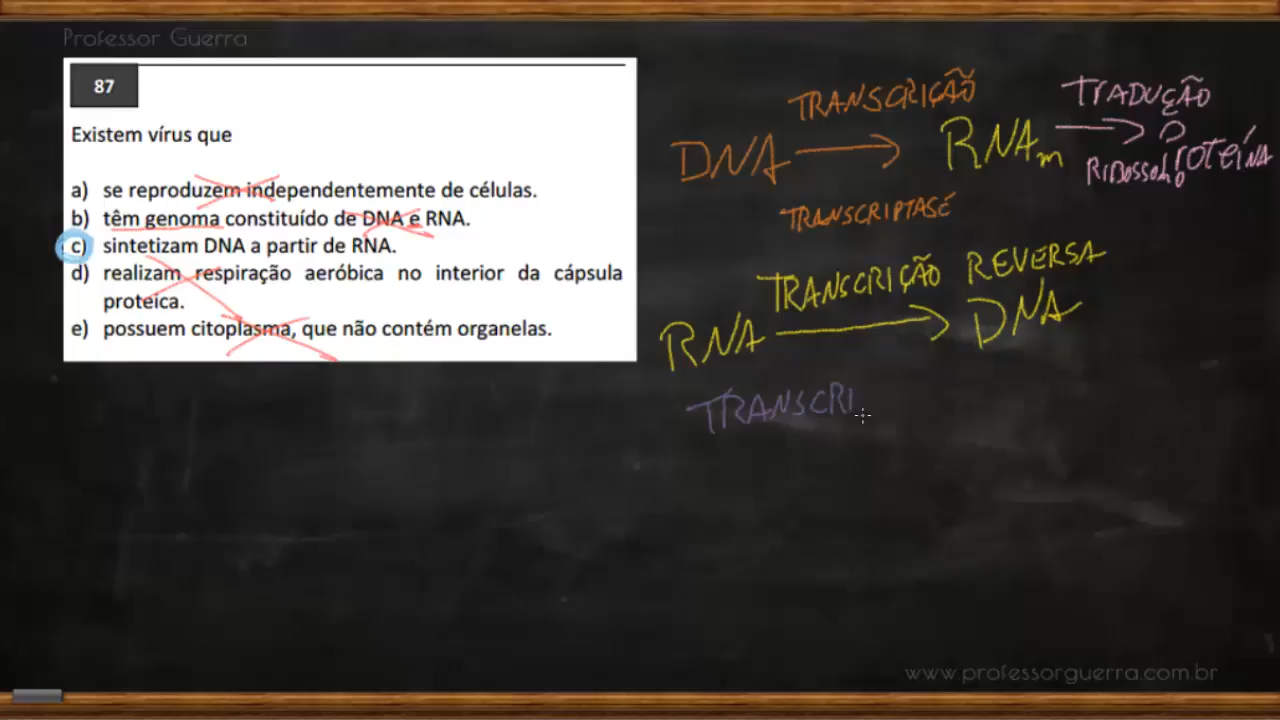 Professor Guerra
87
Existem vírus que
a) se reproduzem independentemente de células.
b) têm genoma constituído de DNA e RNA.
c) sintetizam DNA a partir de RNA.
d) realizam respiração aeróbica no interior da cápsula
proteica.
e) possuem citoplasma, que não contém organelas.
TRANSCRIÇÃO
TRADUÇÃO
DNA → RNAm → PROTEÍNA
RIBOSSOMO
TRANSCRIPTASE
TRANSCRIÇÃO REVERSA
RNA → DNA
TRANSCRI
www.professorguerra.com.br